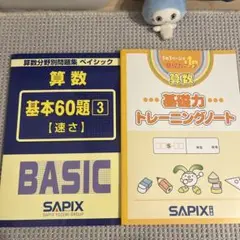 算数分野別問題集 ベイシック
算数
基本60題 3
【速さ】
BASIC
SAPIX
SAPIX YOZEMI GROUP
算数
基礎力
トレーニングノート
SAPIX